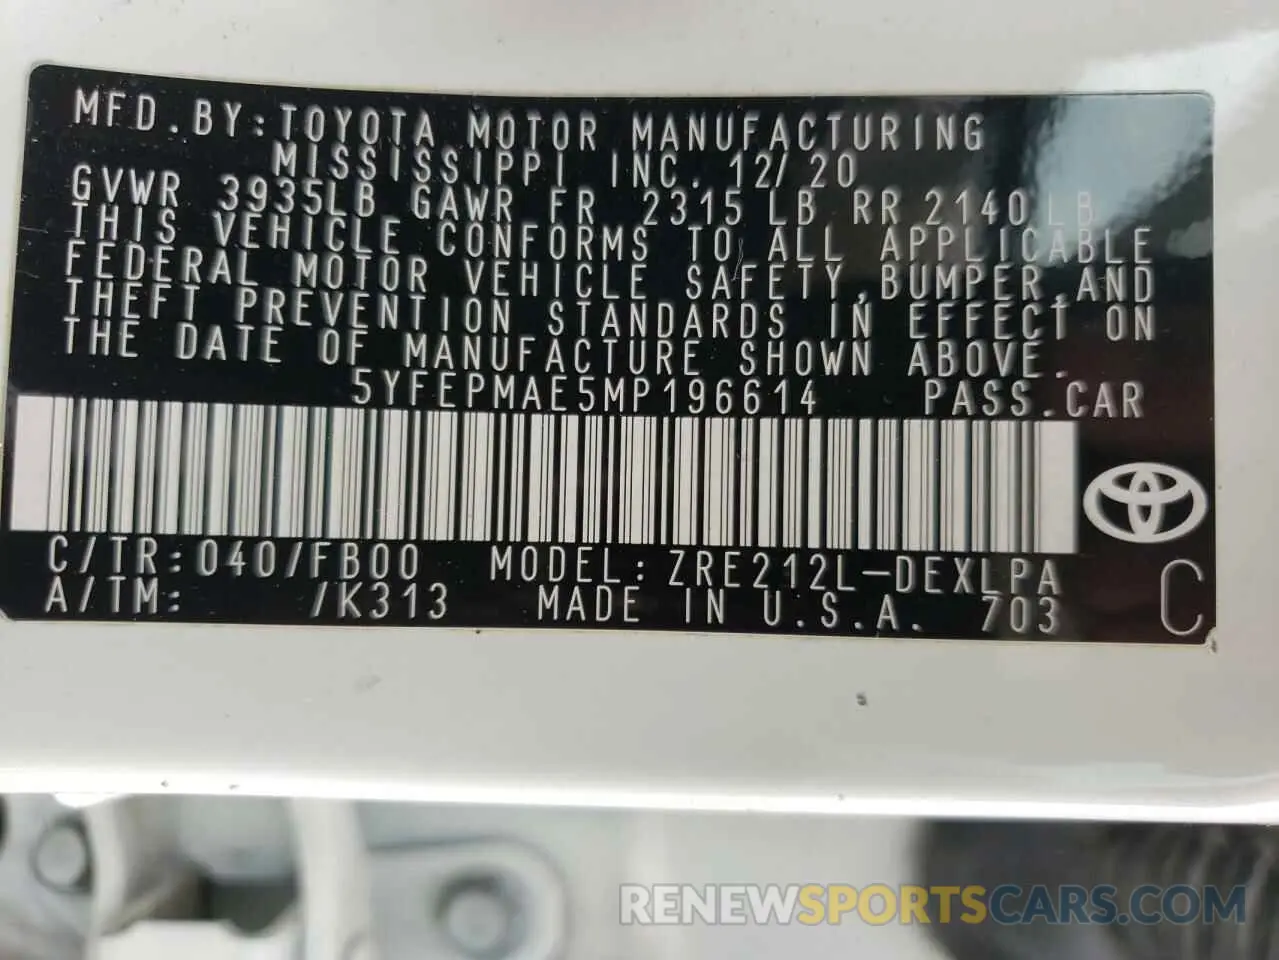 MFD.BY:TOYOTA MOTOR MANUFACTURING
MISSISSIPPI INC. 12/20
GVWR 3935LB GAWR FR 2315LB RR 2140LB
THIS VEHICLE CONFORMS TO ALL APPLICABLE
FEDERAL MOTOR VEHICLE SAFETY,BUMPER,AND
THEFT PREVENTION STANDARDS IN EFFECT ON
THE DATE OF MANUFACTURE SHOWN ABOVE.
5YFEPMAE5MP196614 PASS.CAR
C/TR:040/FB00 MODEL:ZRE212L-DEXLPA
A/TM: /K313 MADE IN U.S.A. 703 C
RENEWSPORTSCARS.COM